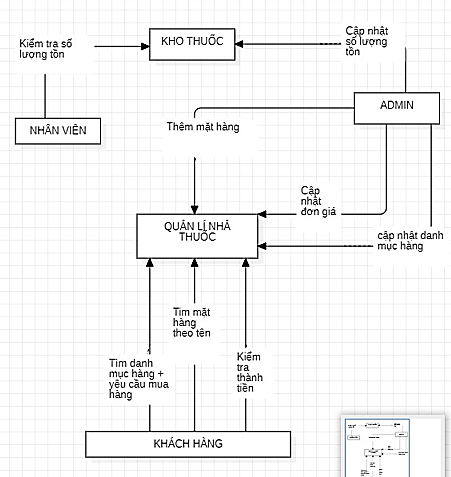 Kiểm tra số
lượng tồn
KHO THUỐC
Cập nhật
số lượng
tồn
NHÂN VIÊN
ADMIN
Thêm mặt hàng
Cập
nhật
đơn giá
QUẢN LÍ NHÀ
THUỐC
cập nhật danh
mục hàng
Tìm mặt
hàng
theo tên
Tìm danh
mục hàng +
yêu cầu mua
hàng
Kiểm
tra
thành
tiền
KHÁCH HÀNG